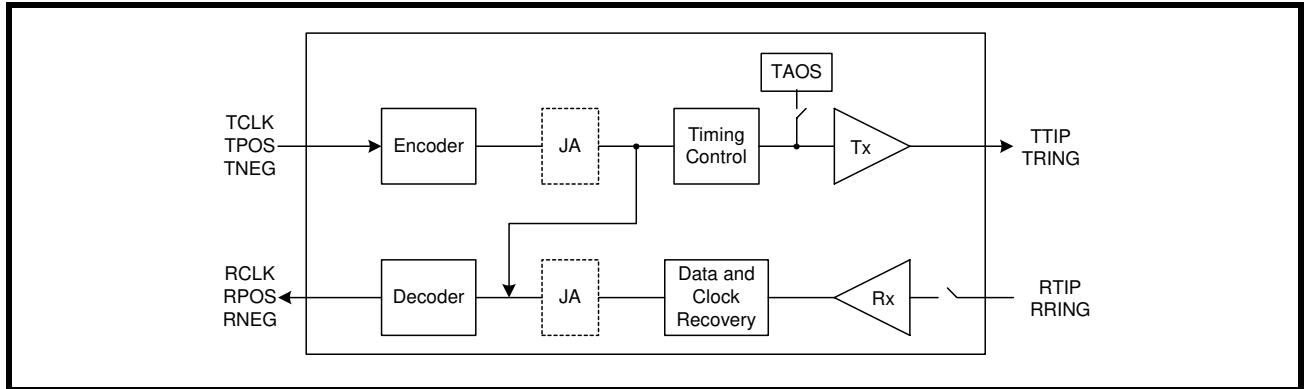 TAOS
TCLK
TPOS
TNEG
Encoder
JA
Timing
Control
Tx
TTIP
TRING
RCLK
RPOS
RNEG
Decoder
JA
Data and
Clock
Recovery
Rx
RTIP
RRING